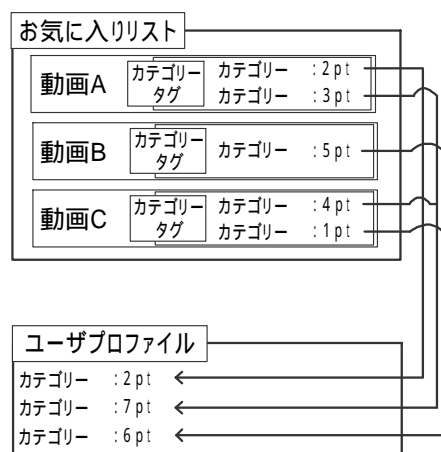 お気に入りリスト
動画A
カテゴリー
タグ
カテゴリー :2pt
カテゴリー :3pt
動画B
カテゴリー
タグ
カテゴリー :5pt
動画C
カテゴリー
タグ
カテゴリー :4pt
カテゴリー :1pt
ユーザプロファイル
カテゴリー :2pt
カテゴリー :7pt
カテゴリー :6pt